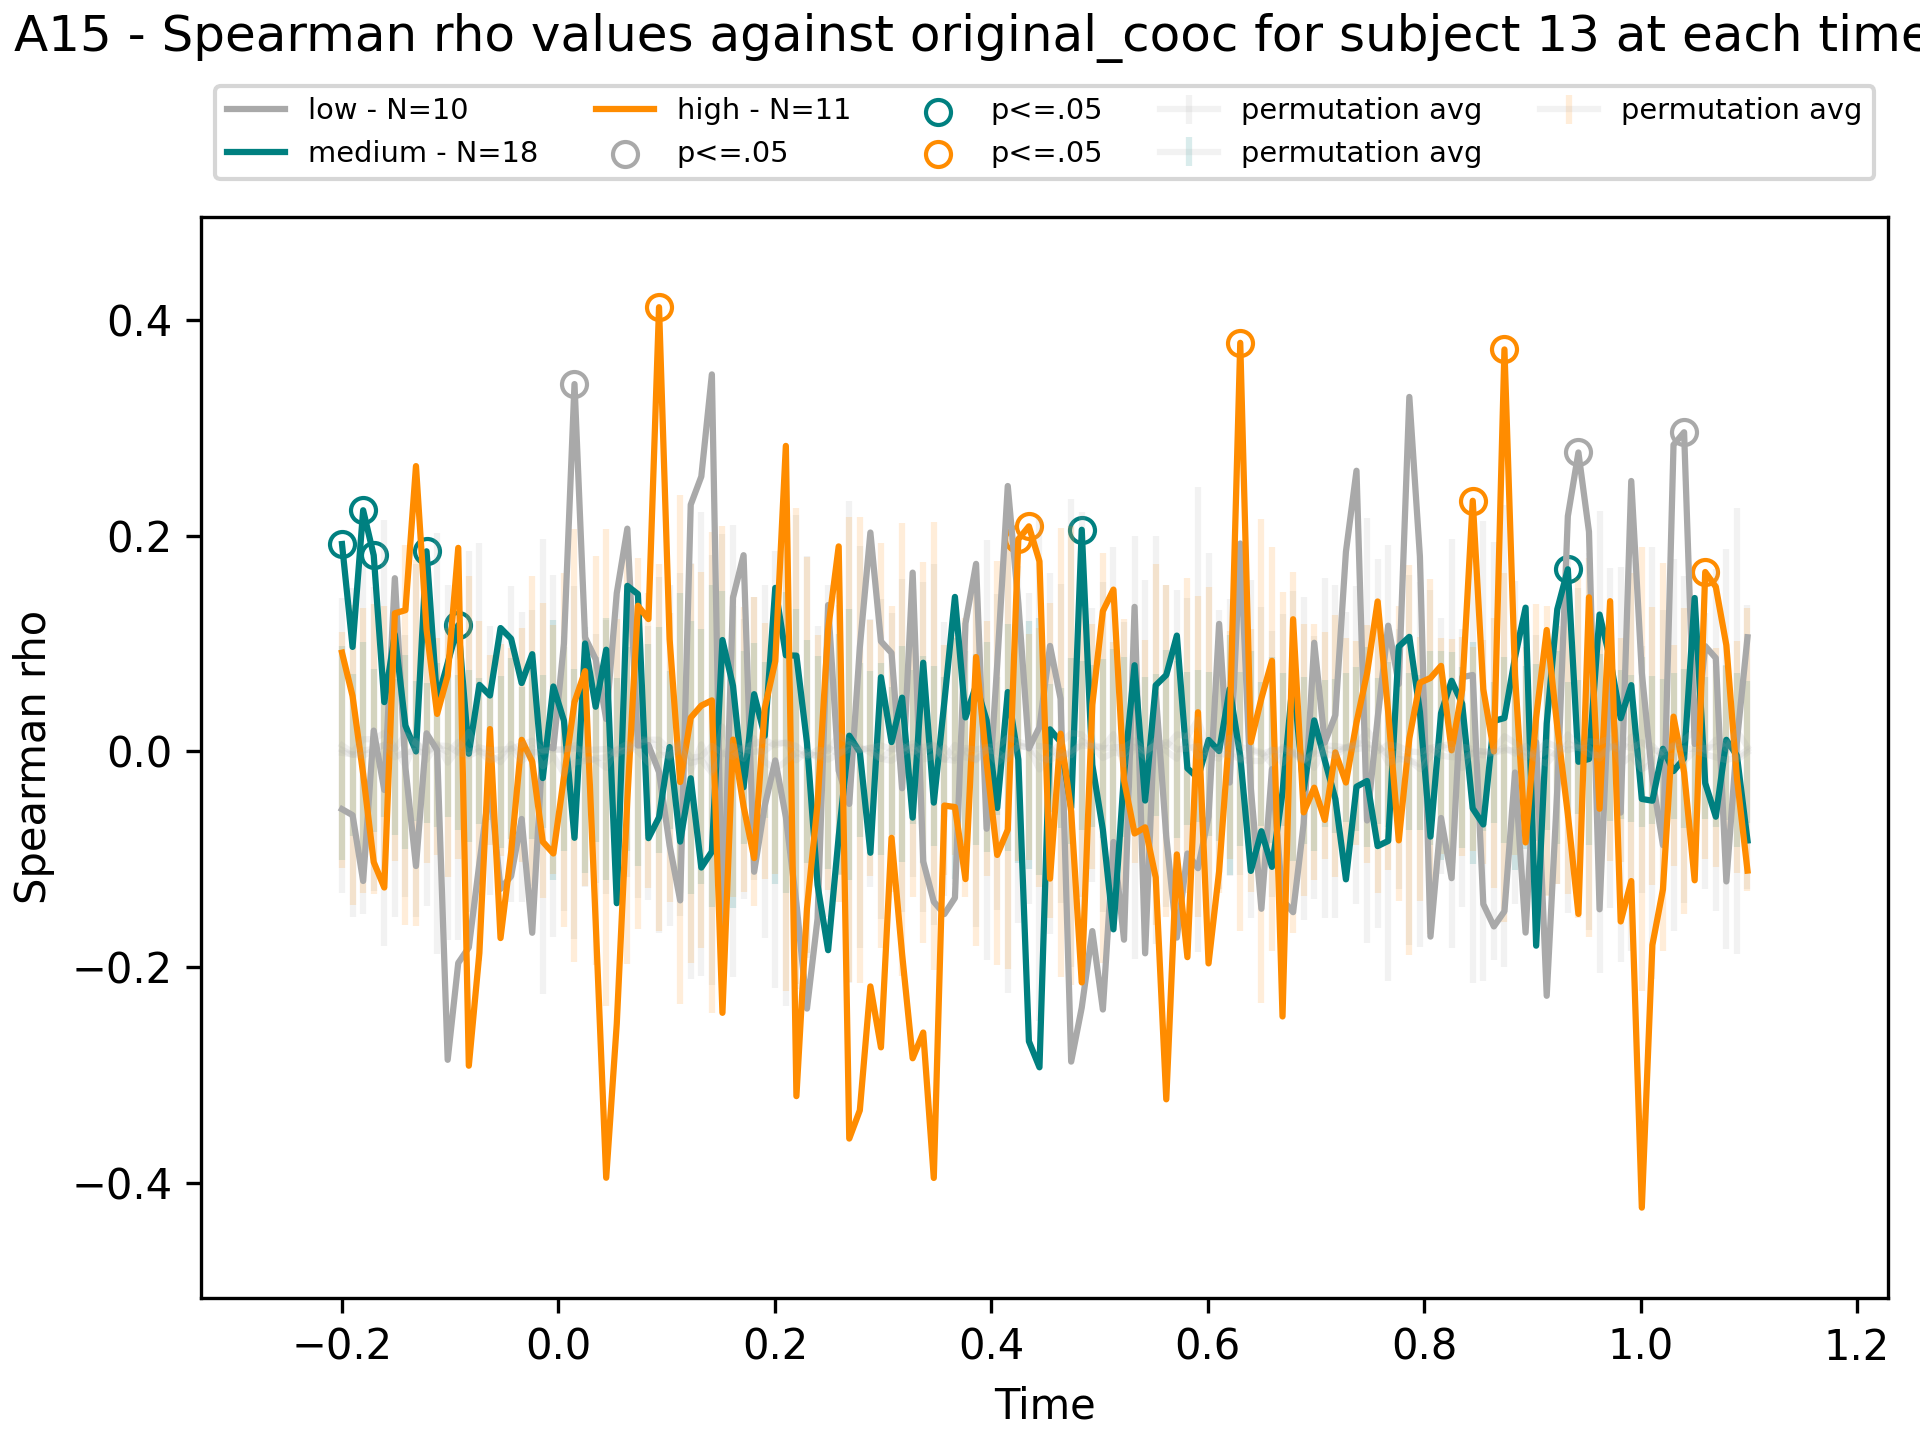 A15 - Spearman rho values against original_cooc for subject 13 at each time
low - N=10
medium - N=18
high - N=11
p<=.05
p<=.05
p<=.05
permutation avg
permutation avg
permutation avg
Spearman rho
0.4
0.2
0.0
−0.2
−0.4
−0.2
0.0
0.2
0.4
0.6
0.8
1.0
1.2
Time